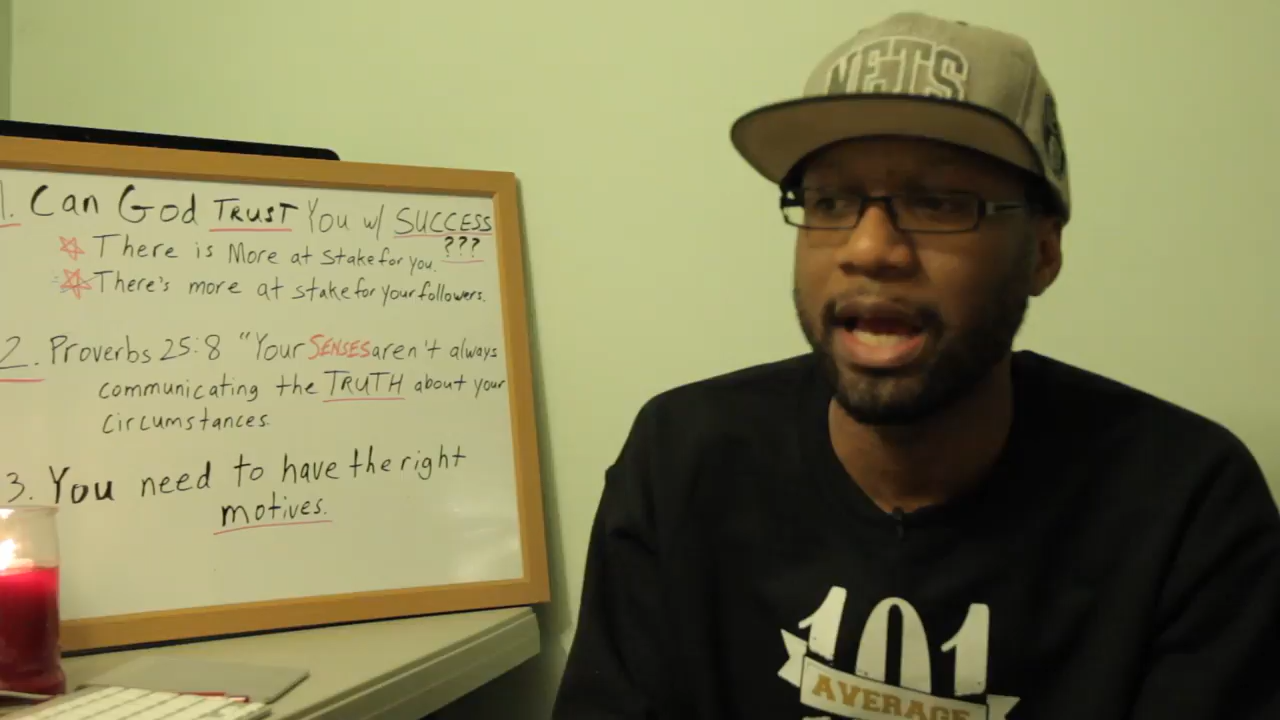 1. Can God TRUST You w/ SUCCESS
???
There is More at stake for you.
There's more at stake for your followers.
2. Proverbs 25:8 "Your SENSES aren't always
communicating the TRUTH about your
circumstances.
3. You need to have the right
motives.
NETS
101
AVERAGE